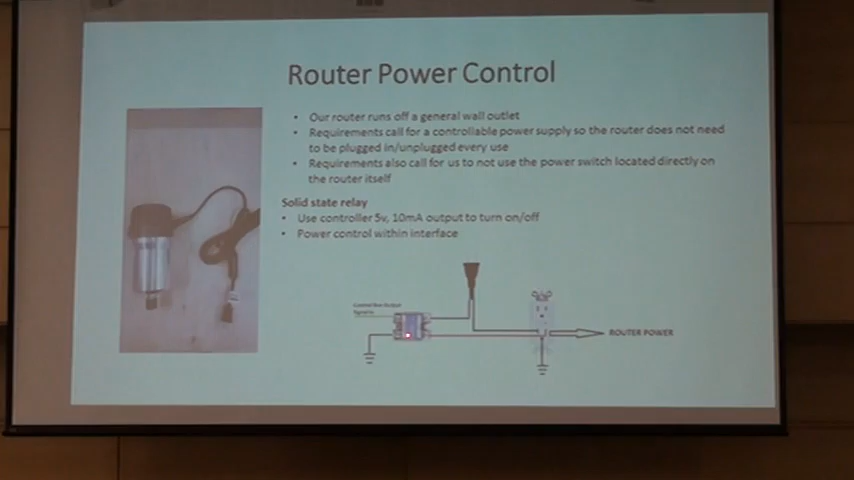 Router Power Control
• Our router runs off a general wall outlet
• Requirements call for a controllable power supply so the router does not need
to be plugged in/unplugged every use
• Requirements also call for us to not use the power switch located directly on
the router itself
Solid state relay
• Use controller 5v, 10mA output to turn on/off
• Power control within interface
Control Box Output
ROUTER POWER